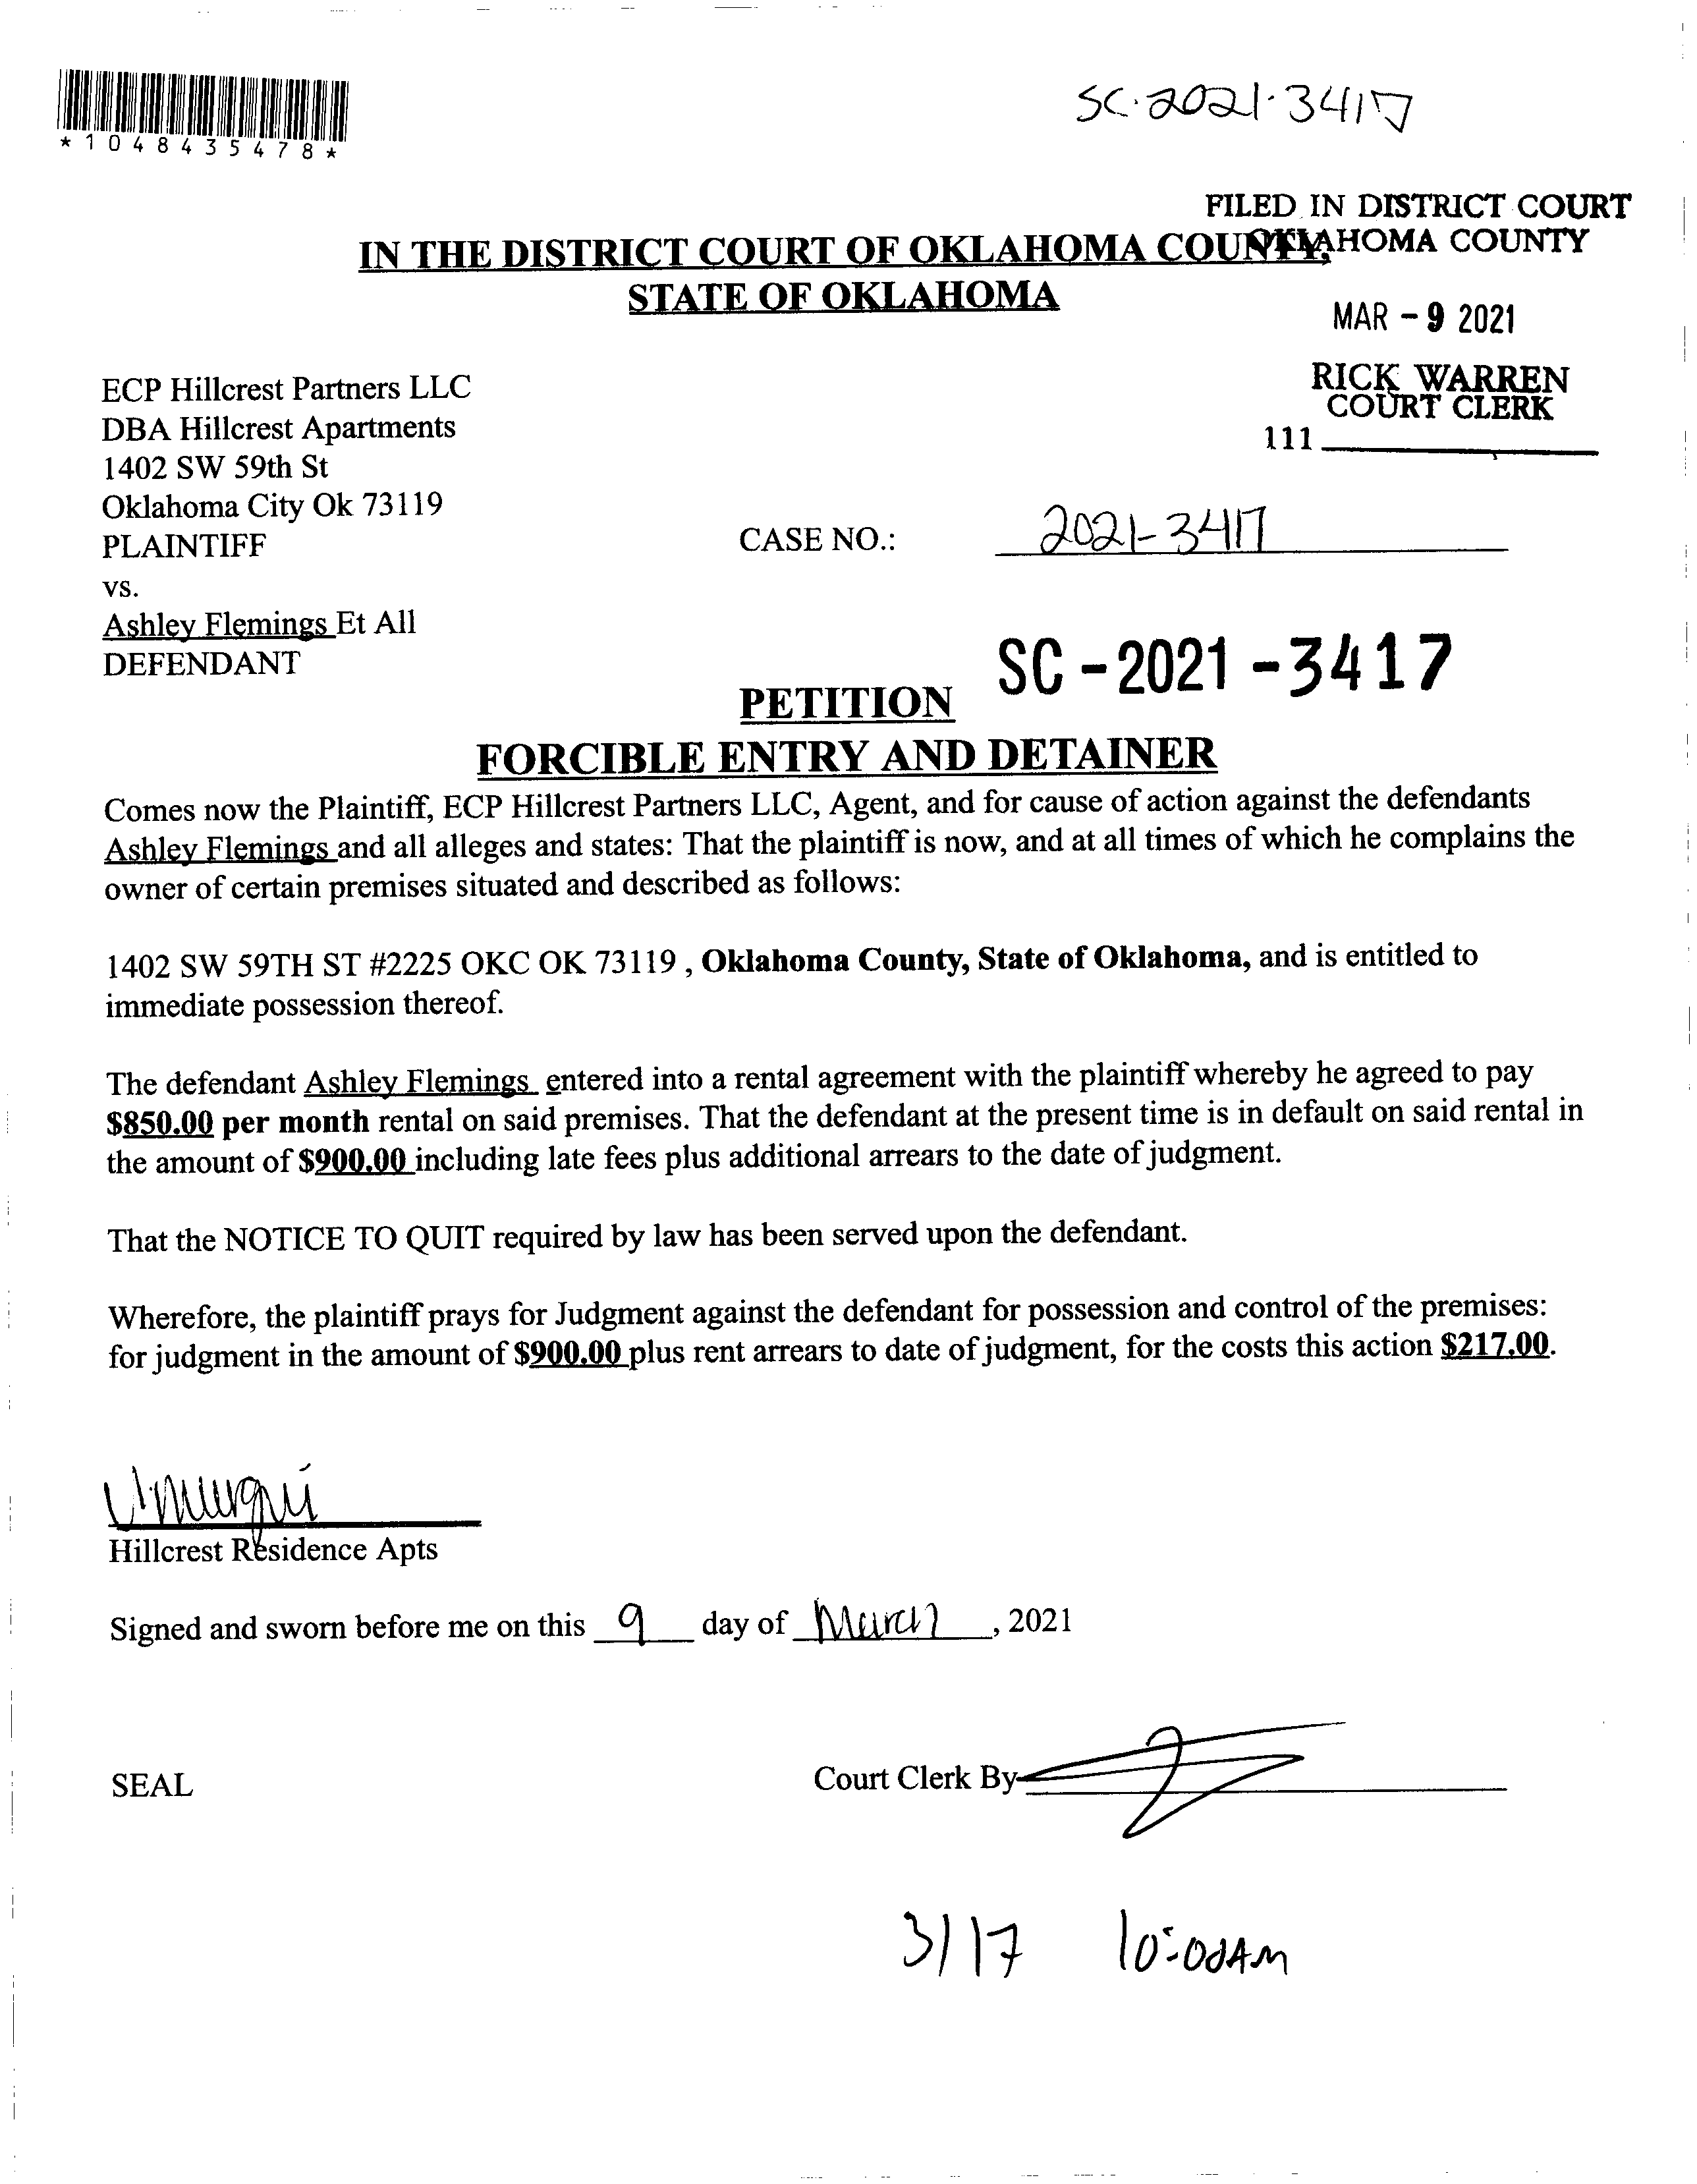 *1048435478*
SC-2021-3417
FILED IN DISTRICT COURT
OKLAHOMA COUNTY
IN THE DISTRICT COURT OF OKLAHOMA COUNTY,
STATE OF OKLAHOMA
MAR - 9 2021
RICK WARREN
COURT CLERK
111
ECP Hillcrest Partners LLC
DBA Hillcrest Apartments
1402 SW 59th St
Oklahoma City Ok 73119
PLAINTIFF
CASE NO.: 2021-3417
vs.
Ashley Flemings Et All
DEFENDANT
SC - 2021 - 3417
PETITION
FORCIBLE ENTRY AND DETAINER
Comes now the Plaintiff, ECP Hillcrest Partners LLC, Agent, and for cause of action against the defendants
Ashley Flemings and all alleges and states: That the plaintiff is now, and at all times of which he complains the
owner of certain premises situated and described as follows:
1402 SW 59TH ST #2225 OKC OK 73119 , Oklahoma County, State of Oklahoma, and is entitled to
immediate possession thereof.
The defendant Ashley Flemings entered into a rental agreement with the plaintiff whereby he agreed to pay
$850.00 per month rental on said premises. That the defendant at the present time is in default on said rental in
the amount of $900.00 including late fees plus additional arrears to the date of judgment.
That the NOTICE TO QUIT required by law has been served upon the defendant.
Wherefore, the plaintiff prays for Judgment against the defendant for possession and control of the premises:
for judgment in the amount of $900.00 plus rent arrears to date of judgment, for the costs this action $217.00.
Hillcrest Residence Apts
Signed and sworn before me on this 9 day of March, 2021
SEAL
Court Clerk By
3/17 10:00AM